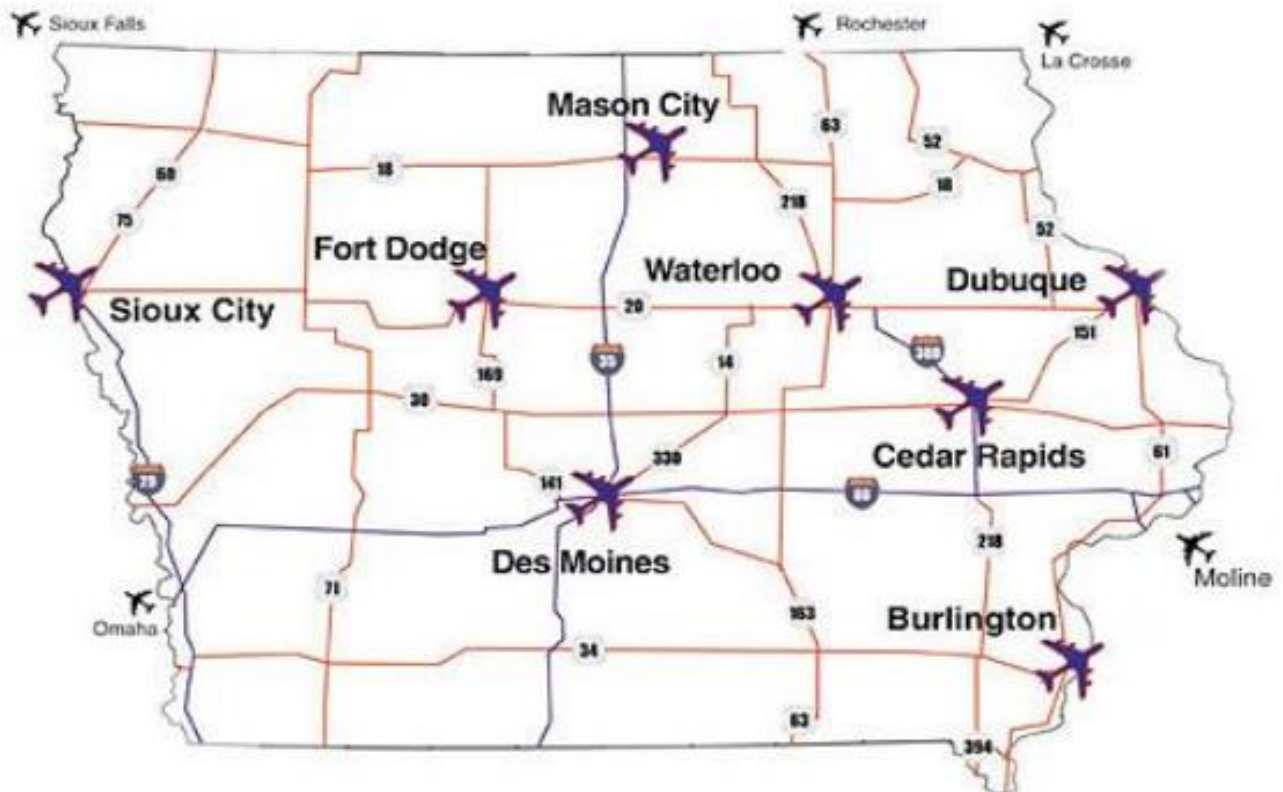 Sioux Falls
Rochester
La Crosse
Mason City
63
52
60
18
18
218
75
52
Fort Dodge
Waterloo
Dubuque
Sioux City
20
151
35
380
169
14
30
Cedar Rapids
330
61
29
141
80
Des Moines
218
Moline
71
Omaha
163
Burlington
34
63
394